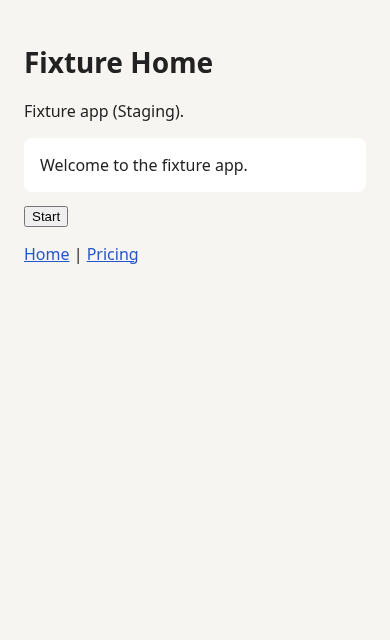 Fixture Home
Fixture app (Staging).
Welcome to the fixture app.
Start
Home | Pricing